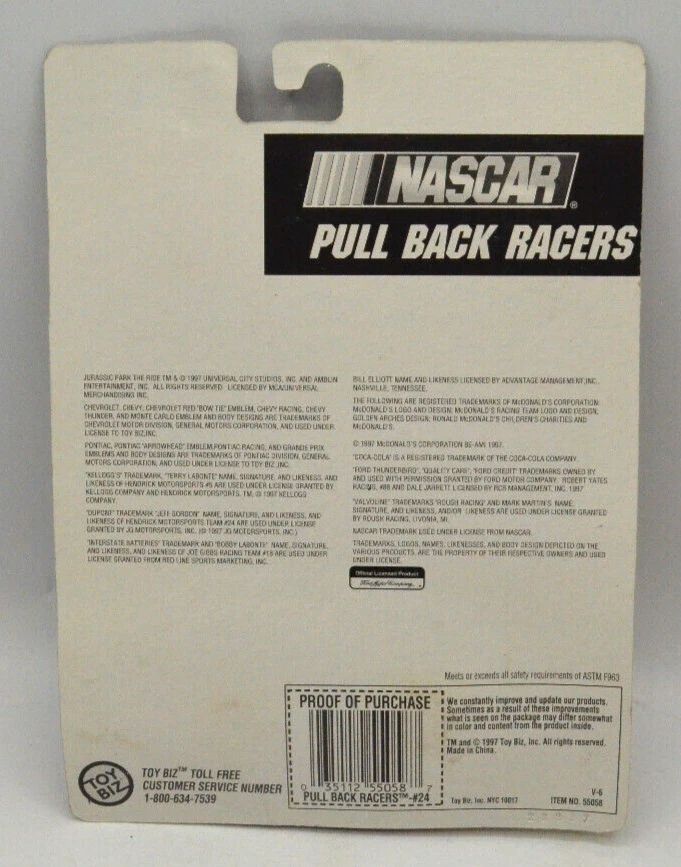 NASCAR®
PULL BACK RACERS
JURASSIC PARK THE RIDE TM & © 1997 UNIVERSAL CITY STUDIOS, INC. AND AMBLIN
ENTERTAINMENT, INC. ALL RIGHTS RESERVED. LICENSED BY MCA/UNIVERSAL
MERCHANDISING INC.
CHEVROLET, CHEVY, CHEVROLET RED "BOW TIE" EMBLEM, CHEVY RACING, CHEVY
THUNDER, AND MONTE CARLO EMBLEM AND BODY DESIGNS ARE TRADEMARKS OF
CHEVROLET MOTOR DIVISION, GENERAL MOTORS CORPORATION, AND USED UNDER
LICENSE TO TOY BIZ,INC.
PONTIAC, PONTIAC "ARROWHEAD" EMBLEM,PONTIAC RACING, AND GRANDE PRIX
EMBLEMS AND BODY DESIGNS ARE TRADEMARKS OF PONTIAC DIVISION, GENERAL
MOTORS CORPORATION, AND USED UNDER LICENSE TO TOY BIZ,INC.
"KELLOGG'S" TRADEMARK, "TERRY LABONTE" NAME, SIGNATURE, AND LIKENESS, AND
LIKENESS OF HENDRICK MOTORSPORTS #5 ARE USED UNDER LICENSE GRANTED BY
KELLOGG COMPANY AND HENDRICK MOTORSPORTS. TM, © 1997 KELLOGG
COMPANY.
"DUPONT" TRADEMARK "JEFF GORDON" NAME, SIGNATURE, AND LIKENESS, AND
LIKENESS OF HENDRICK MOTORSPORTS TEAM #24 ARE USED UNDER LICENSE
GRANTED BY JG MOTORSPORTS, INC. (© 1997 JG MOTORSPORTS, INC.)
"INTERSTATE BATTERIES" TRADEMARK AND "BOBBY LABONTE" NAME, SIGNATURE,
AND LIKENESS, AND LIKENESS OF JOE GIBBS RACING TEAM #18 ARE USED UNDER
LICENSE GRANTED FROM RED LINE SPORTS MARKETING, INC.
BILL ELLIOTT NAME AND LIKENESS LICENSED BY ADVANTAGE MANAGEMENT,INC.,
NASHVILLE, TENNESSEE.
THE FOLLOWING ARE REGISTERED TRADEMARKS OF McDONALD'S CORPORATION:
McDONALD'S LOGO AND DESIGN; McDONALD'S RACING TEAM LOGO AND DESIGN;
GOLDEN ARCHES DESIGN; RONALD McDONALD'S CHILDREN'S CHARITIES AND
McDONALD'S.
© 1997 McDONALD'S CORPORATION BE-AMI 1997.
"COCA-COLA" IS A REGISTERED TRADEMARK OF THE COCA-COLA COMPANY.
"FORD THUNDERBIRD", "QUALITY CARE", "FORD CREDIT" TRADEMARKS OWNED BY
AND USED WITH PERMISSION GRANTED BY FORD MOTOR COMPANY. ROBERT YATES
RACING, #88 AND DALE JARRETT LICENSED BY RCR MANAGEMENT, INC. 1997
"VALVOLINE" TRADEMARKS "ROUSH RACING" AND MARK MARTIN'S NAME,
SIGNATURE, AND LIKENESS, AND/OR LIKENESS ARE USED UNDER LICENSE GRANTED
BY ROUSH RACING, LIVONIA, MI.
NASCAR TRADEMARK USED UNDER LICENSE FROM NASCAR.
TRADEMARKS, LOGOS, NAMES, LIKENESSES, AND BODY DESIGN DEPICTED ON THE
VARIOUS PRODUCTS, ARE THE PROPERTY OF THEIR RESPECTIVE OWNERS AND USED
UNDER LICENSE.
Official Licensed Product
Ford Motor Company
Meets or exceeds all safety requirements of ASTM F963
PROOF OF PURCHASE
0 35112 55058 7
PULL BACK RACERS™-#24
We constantly improve and update our products.
Sometimes as a result of these improvements
what is seen on the package may differ somewhat
in color and content from the product inside.
TM and © 1997 Toy Biz, Inc. All rights reserved.
Made in China.
V-6
Toy Biz, Inc. NYC 10017
ITEM NO. 55058
TOY
BIZ
TOY BIZ™ TOLL FREE
CUSTOMER SERVICE NUMBER
1-800-634-7539